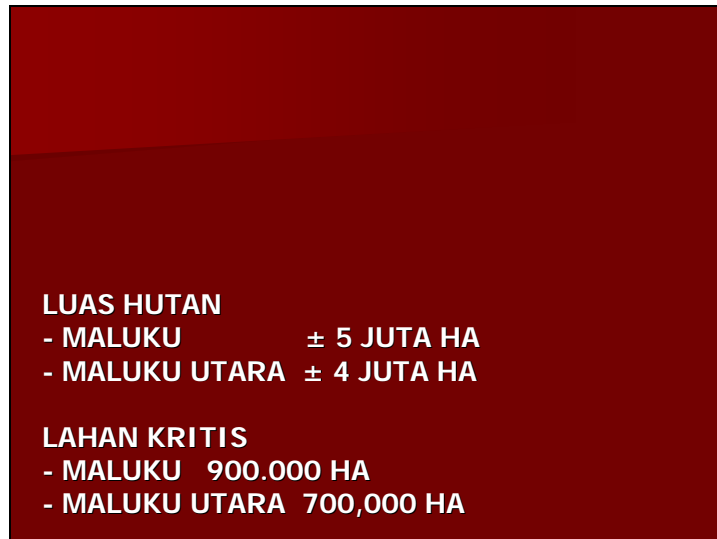 LUAS HUTAN
- MALUKU ± 5 JUTA HA
- MALUKU UTARA ± 4 JUTA HA
LAHAN KRITIS
- MALUKU 900.000 HA
- MALUKU UTARA 700,000 HA